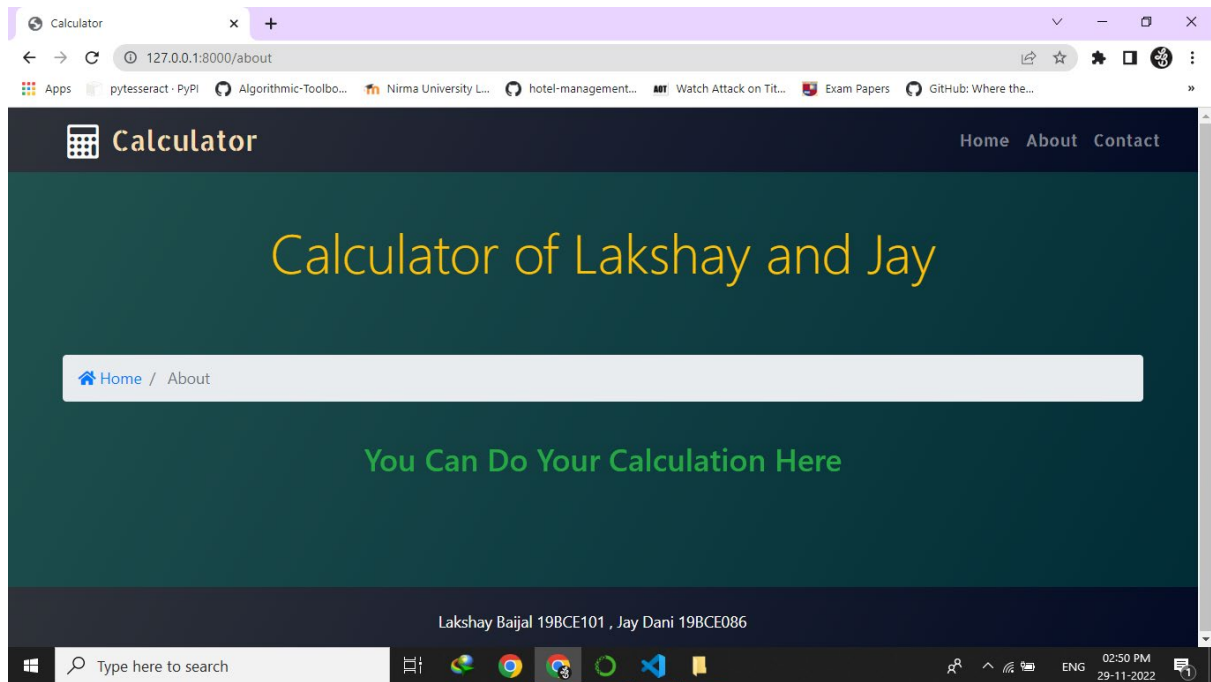 Calculator
127.0.0.1:8000/about
Apps pytesseract · PyPI Algorithmic-Toolbo... Nirma University L... hotel-management... AOT Watch Attack on Tit... Exam Papers GitHub: Where the... »
Calculator Home About Contact
Calculator of Lakshay and Jay
Home / About
You Can Do Your Calculation Here
Lakshay Baijal 19BCE101 , Jay Dani 19BCE086
Type here to search ENG 02:50 PM
29-11-2022 1